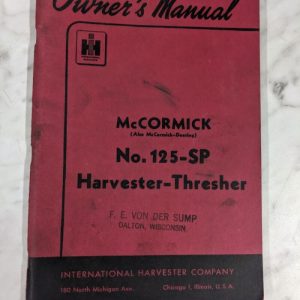 Owner's Manual
IH
McCORMICK
(Also McCormick-Deering)
No. 125-SP
Harvester-Thresher
F. E. VON DER SUMP
DALTON, WISCONSIN
INTERNATIONAL HARVESTER COMPANY
180 North Michigan Ave. Chicago 1, Illinois, U.S.A.